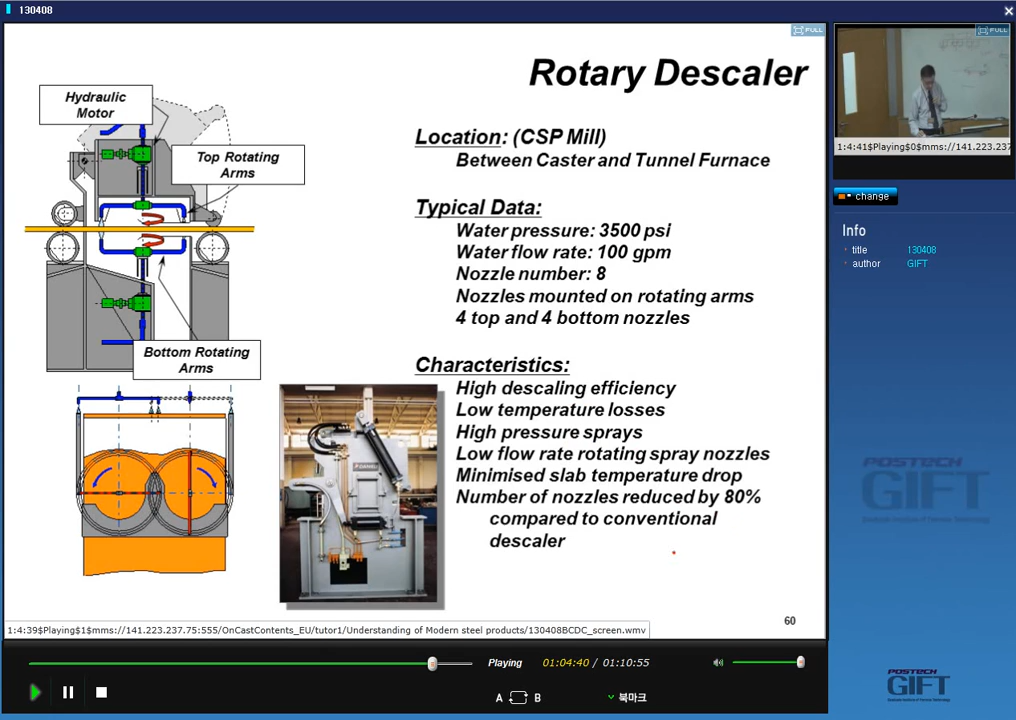 130408
FULL
Rotary Descaler
Hydraulic
Motor
Top Rotating
Arms
Bottom Rotating
Arms
Location: (CSP Mill)
Between Caster and Tunnel Furnace
Typical Data:
Water pressure: 3500 psi
Water flow rate: 100 gpm
Nozzle number: 8
Nozzles mounted on rotating arms
4 top and 4 bottom nozzles
Characteristics:
High descaling efficiency
Low temperature losses
High pressure sprays
Low flow rate rotating spray nozzles
Minimised slab temperature drop
Number of nozzles reduced by 80%
compared to conventional
descaler
60
1:4:39$Playing$1$mms://141.223.237.75:555/OnCastContents_EU/tutor1/Understanding of Modern steel products/130408BCDC_screen.wmv
Playing
01:04:40 / 01:10:55
A B
북마크
FULL
1:4:41$Playing$0$mms://141.223.237
change
Info
title 130408
author GIFT
POSTECH
GIFT
POSTECH
GIFT